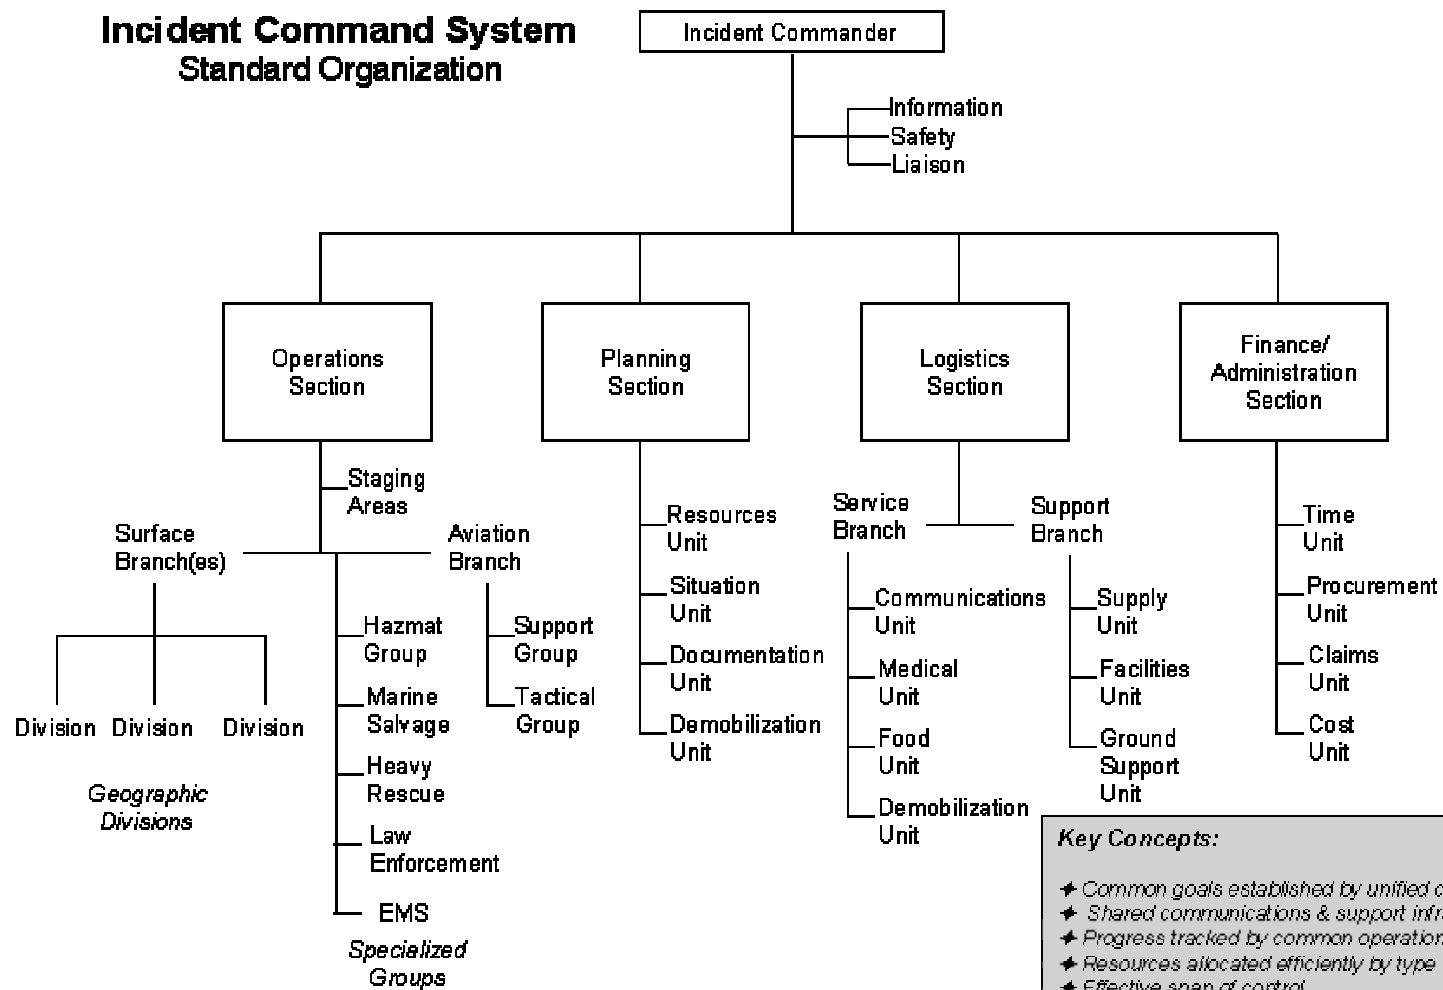 Incident Command System
Standard Organization
Incident Commander
Information
Safety
Liaison
Operations
Section
Planning
Section
Logistics
Section
Finance/
Administration
Section
Staging
Areas
Surface
Branch(es)
Aviation
Branch
Hazmat
Group
Marine
Salvage
Heavy
Rescue
Law
Enforcement
EMS
Specialized
Groups
Support
Group
Tactical
Group
Division Division Division
Geographic
Divisions
Resources
Unit
Situation
Unit
Documentation
Unit
Demobilization
Unit
Service
Branch
Support
Branch
Communications
Unit
Medical
Unit
Food
Unit
Demobilization
Unit
Supply
Unit
Facilities
Unit
Ground
Support
Unit
Time
Unit
Procurement
Unit
Claims
Unit
Cost
Unit
Key Concepts:
Common goals established by unified
Shared communications & support
Progress tracked by common
Resources allocated efficiently by type
Effective span of control